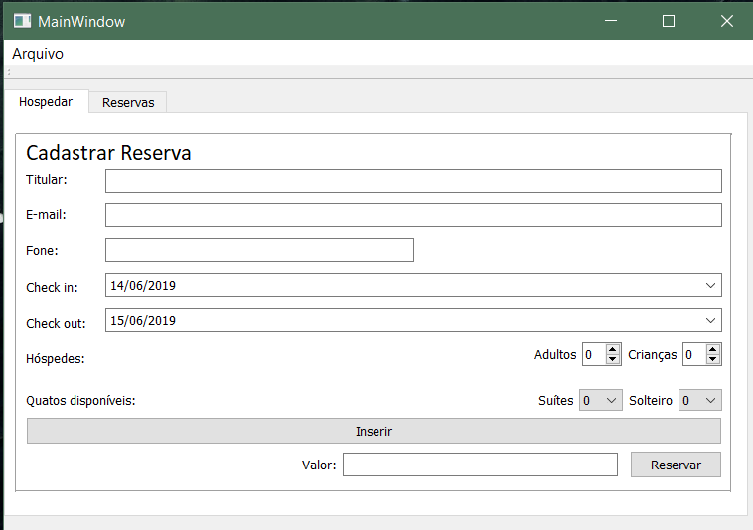 MainWindow
Arquivo
Hospedar Reservas
Cadastrar Reserva
Titular:
E-mail:
Fone:
Check in: 14/06/2019
Check out: 15/06/2019
Hóspedes: Adultos 0 Crianças 0
Quatos disponíveis: Suítes 0 Solteiro 0
Inserir
Valor: Reservar